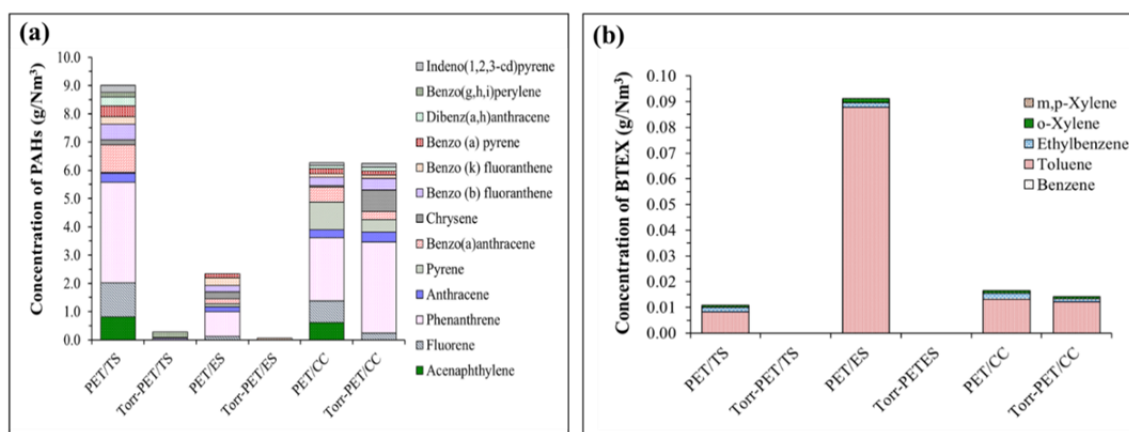 (a)
Concentration of PAHs (g/Nm³)
10.0
9.0
8.0
7.0
6.0
5.0
4.0
3.0
2.0
1.0
0.0
PET/TS
Torr-PET/TS
PET/ES
Torr-PET/ES
PET/CC
Torr-PET/CC
Indeno(1,2,3-cd)pyrene
Benzo(g,h,i)perylene
Dibenz(a,h)anthracene
Benzo (a) pyrene
Benzo (k) fluoranthene
Benzo (b) fluoranthene
Chrysene
Benzo(a)anthracene
Pyrene
Anthracene
Phenanthrene
Fluorene
Acenaphthylene
(b)
Concentration of BTEX (g/Nm³)
0.10
0.09
0.08
0.07
0.06
0.05
0.04
0.03
0.02
0.01
0.00
PET/TS
Torr-PET/TS
PET/ES
Torr-PETES
PET/CC
Torr-PET/CC
m,p-Xylene
o-Xylene
Ethylbenzene
Toluene
Benzene